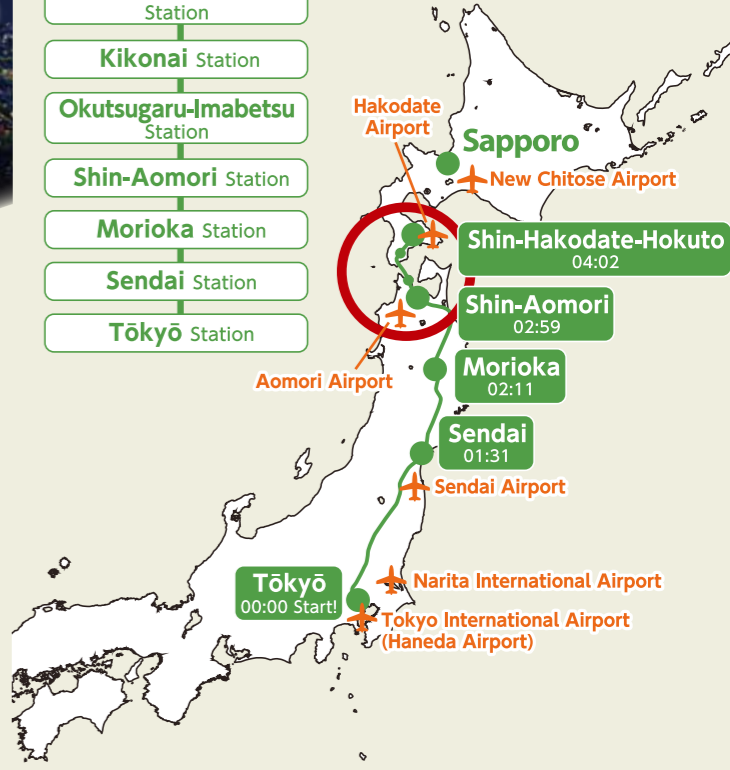 Station
Kikonai Station
Okutsugaru-Imabetsu
Station
Shin-Aomori Station
Morioka Station
Sendai Station
Tōkyō Station
Hakodate
Airport
Sapporo
New Chitose Airport
Shin-Hakodate-Hokuto
04:02
Shin-Aomori
02:59
Aomori Airport
Morioka
02:11
Sendai
01:31
Sendai Airport
Tōkyō
00:00 Start!
Narita International Airport
Tokyo International Airport
(Haneda Airport)